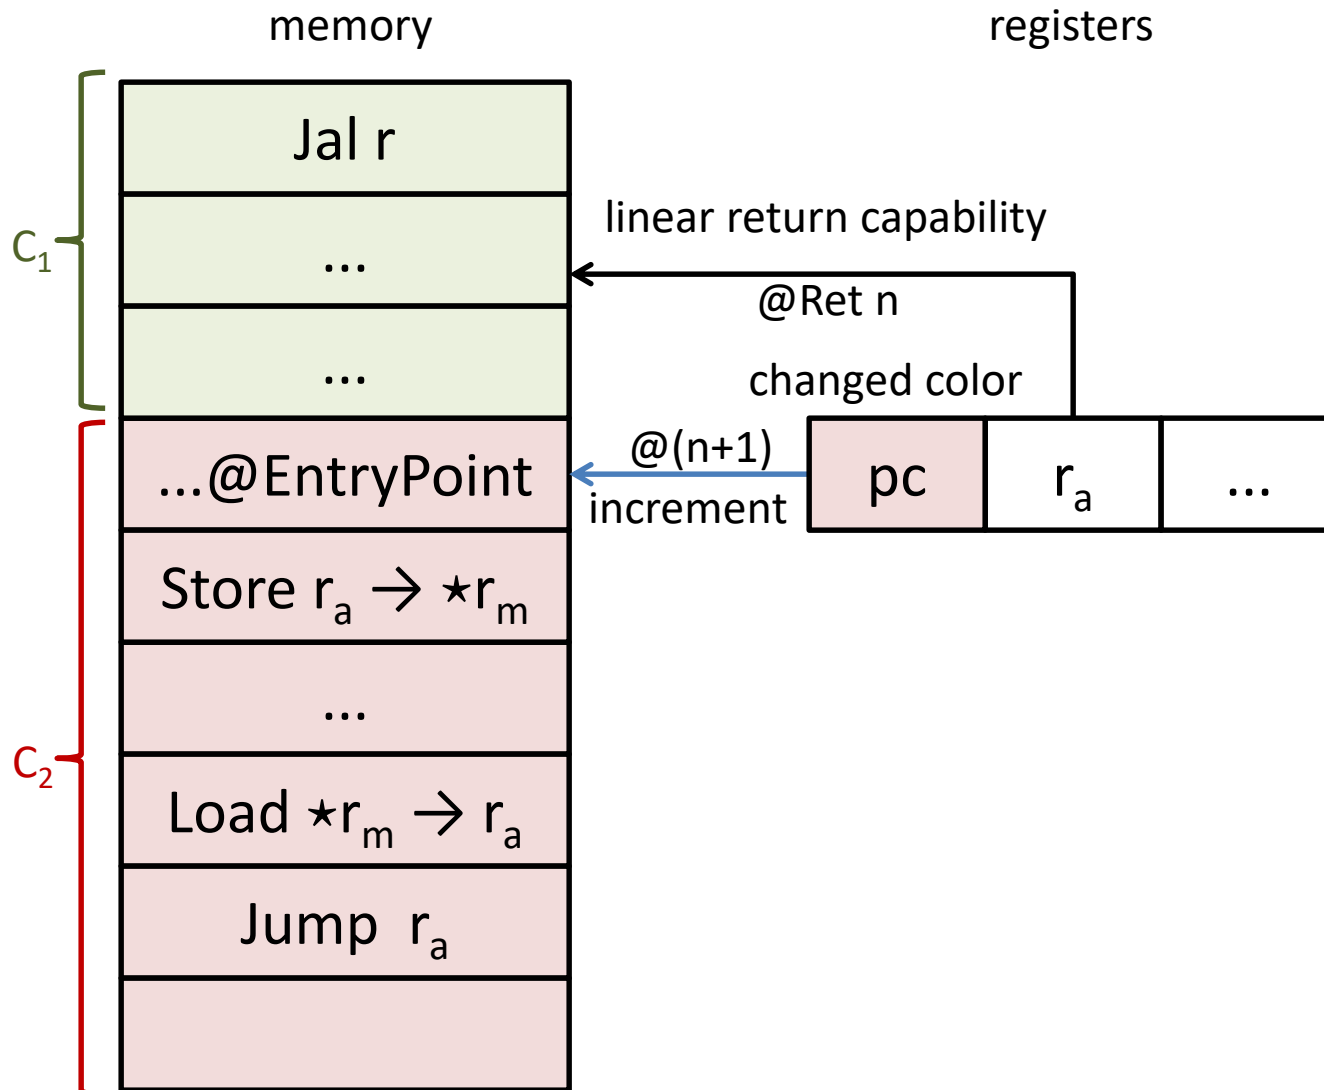 memory
registers
Jal r
linear return capability
C₁
...
@Ret n
...
changed color
...@EntryPoint
@(n+1)
pc
rₐ
...
increment
Store rₐ → ⋆rₘ
...
C₂
Load ⋆rₘ → rₐ
Jump rₐ